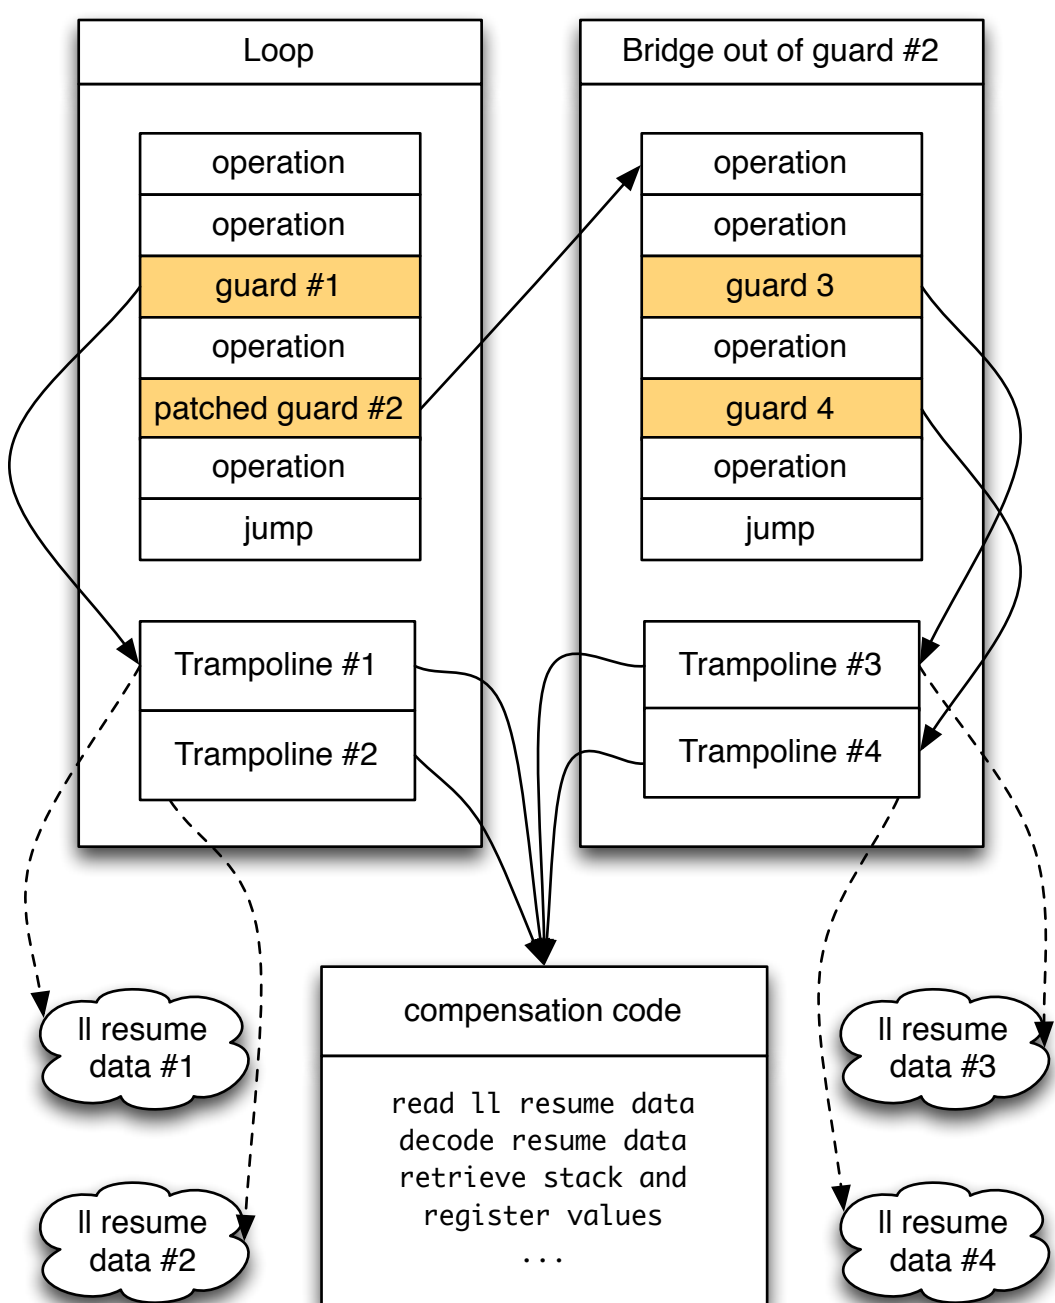 Loop
operation
operation
guard #1
operation
patched guard #2
operation
jump
Trampoline #1
Trampoline #2
Bridge out of guard #2
operation
operation
guard 3
operation
guard 4
operation
jump
Trampoline #3
Trampoline #4
ll resume
data #1
ll resume
data #2
compensation code
read ll resume data
decode resume data
retrieve stack and
register values
...
ll resume
data #3
ll resume
data #4